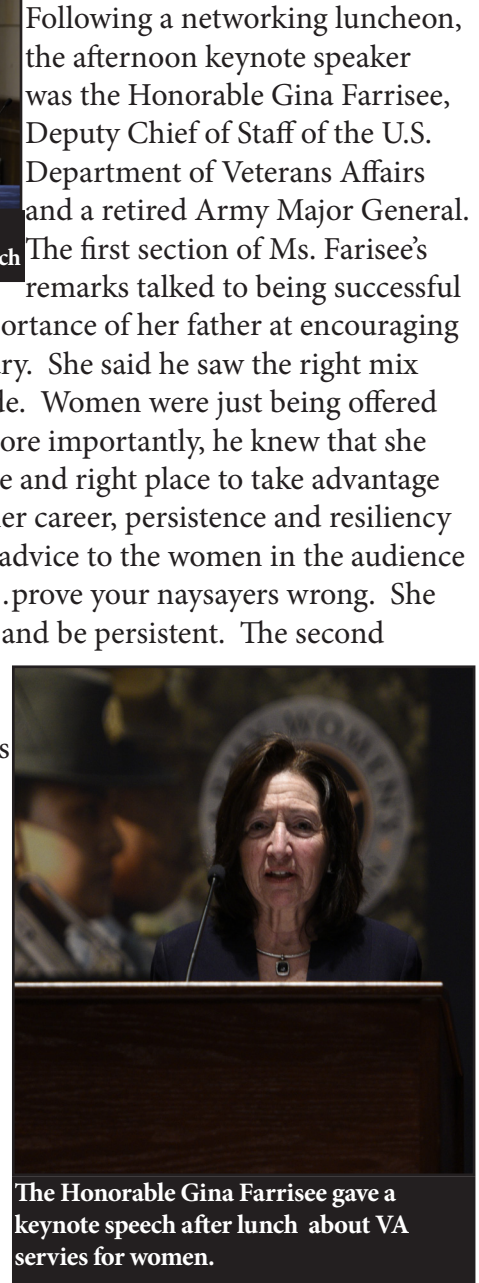 Following a networking luncheon,
the afternoon keynote speaker
was the Honorable Gina Farrisee,
Deputy Chief of Staff of the U.S.
Department of Veterans Affairs
and a retired Army Major General.
The first section of Ms. Farisee’s
remarks talked to being successful
of her father at encouraging
She said he saw the right mix
Women were just being offered
importantly, he knew that she
and right place to take advantage
career, persistence and resiliency
advice to the women in the audience
prove your naysayers wrong. She
and be persistent. The second
WOMEN'S
The Honorable Gina Farrisee gave a
keynote speech after lunch about VA
servies for women.